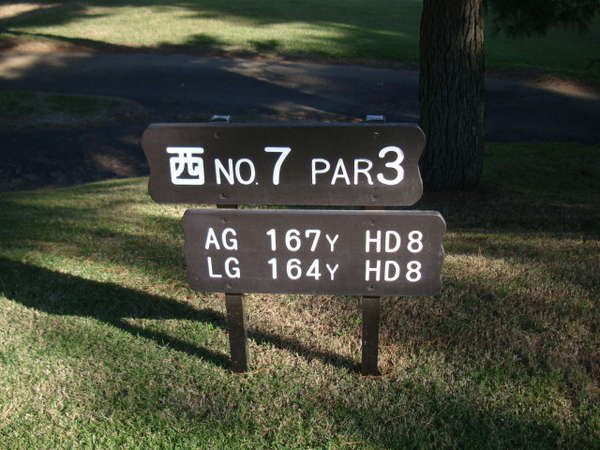 西 NO.7 PAR3
AG 167Y HD8
LG 164Y HD8